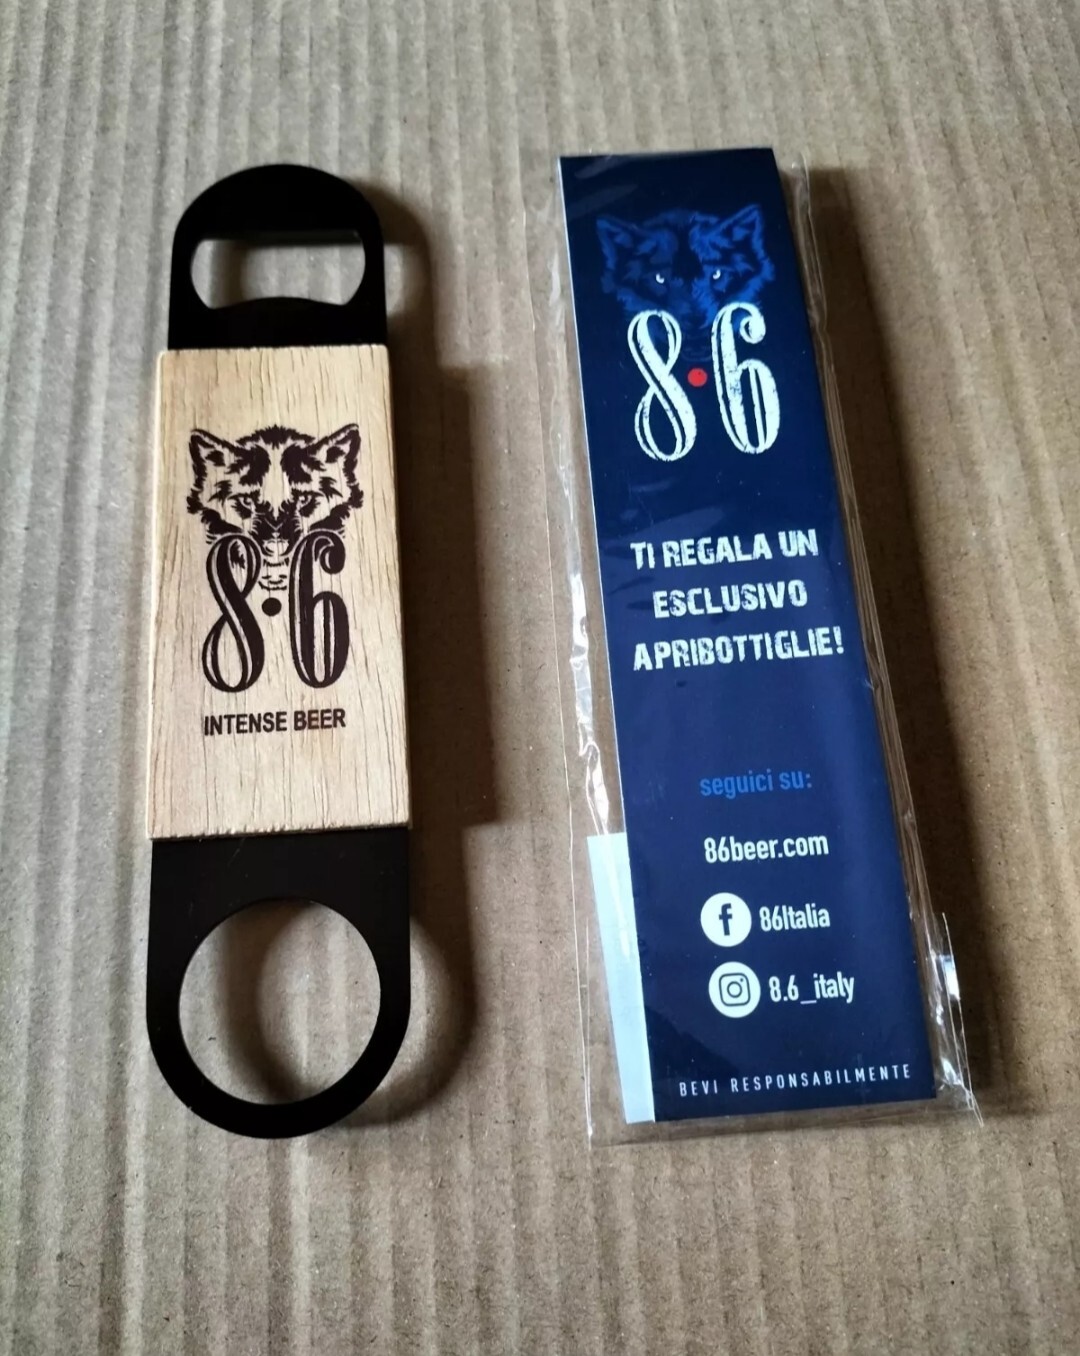 8.6
INTENSE BEER
8.6
TI REGALA UN
ESCLUSIVO
APRIBOTTIGLIE!
seguici su:
86beer.com
86Italia
8.6_italy
BEVI RESPONSABILMENTE